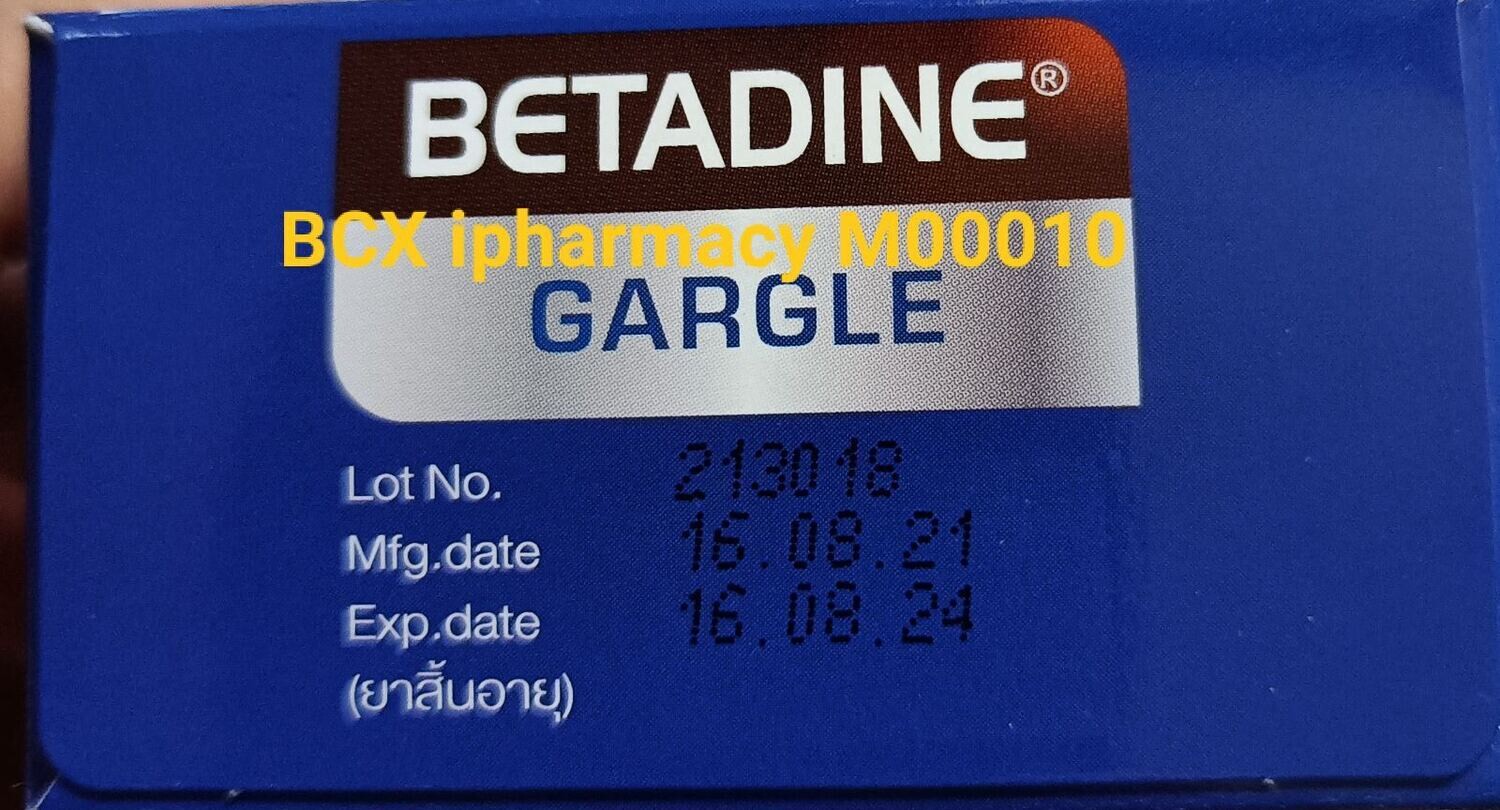 BETADINE®
BCX ipharmacy M00010
GARGLE
Lot No. 213018
Mfg.date 16.08.21
Exp.date 16.08.24
(ยาสิ้นอายุ)